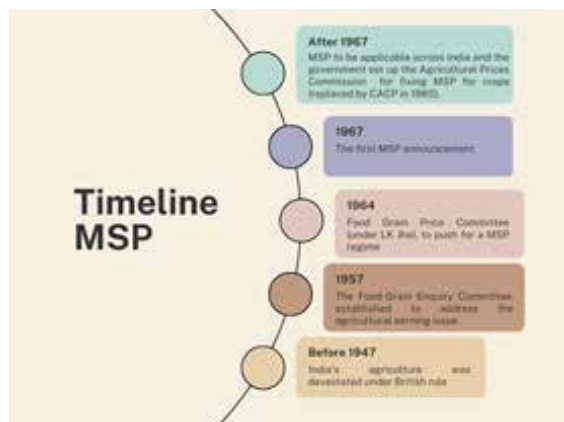 Timeline
MSP
After 1967
MSP to be applicable across India and the
government set up the Agricultural Prices
Commission for fixing MSP for crops
(replaced by CACP in 1985).
1967
The first MSP announcement
1964
Food Grain Price Committee
(under LK Jha), to push for a MSP
regime
1957
The Food-Grain Enquiry Committee
established to address the
agricultural earning issue.
Before 1947
India's agriculture was
devastated under British rule